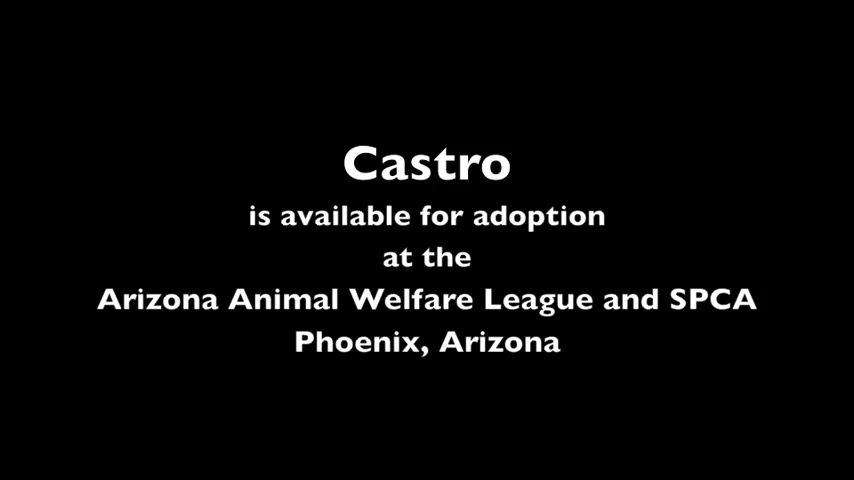 Castro
is available for adoption
at the
Arizona Animal Welfare League and SPCA
Phoenix, Arizona